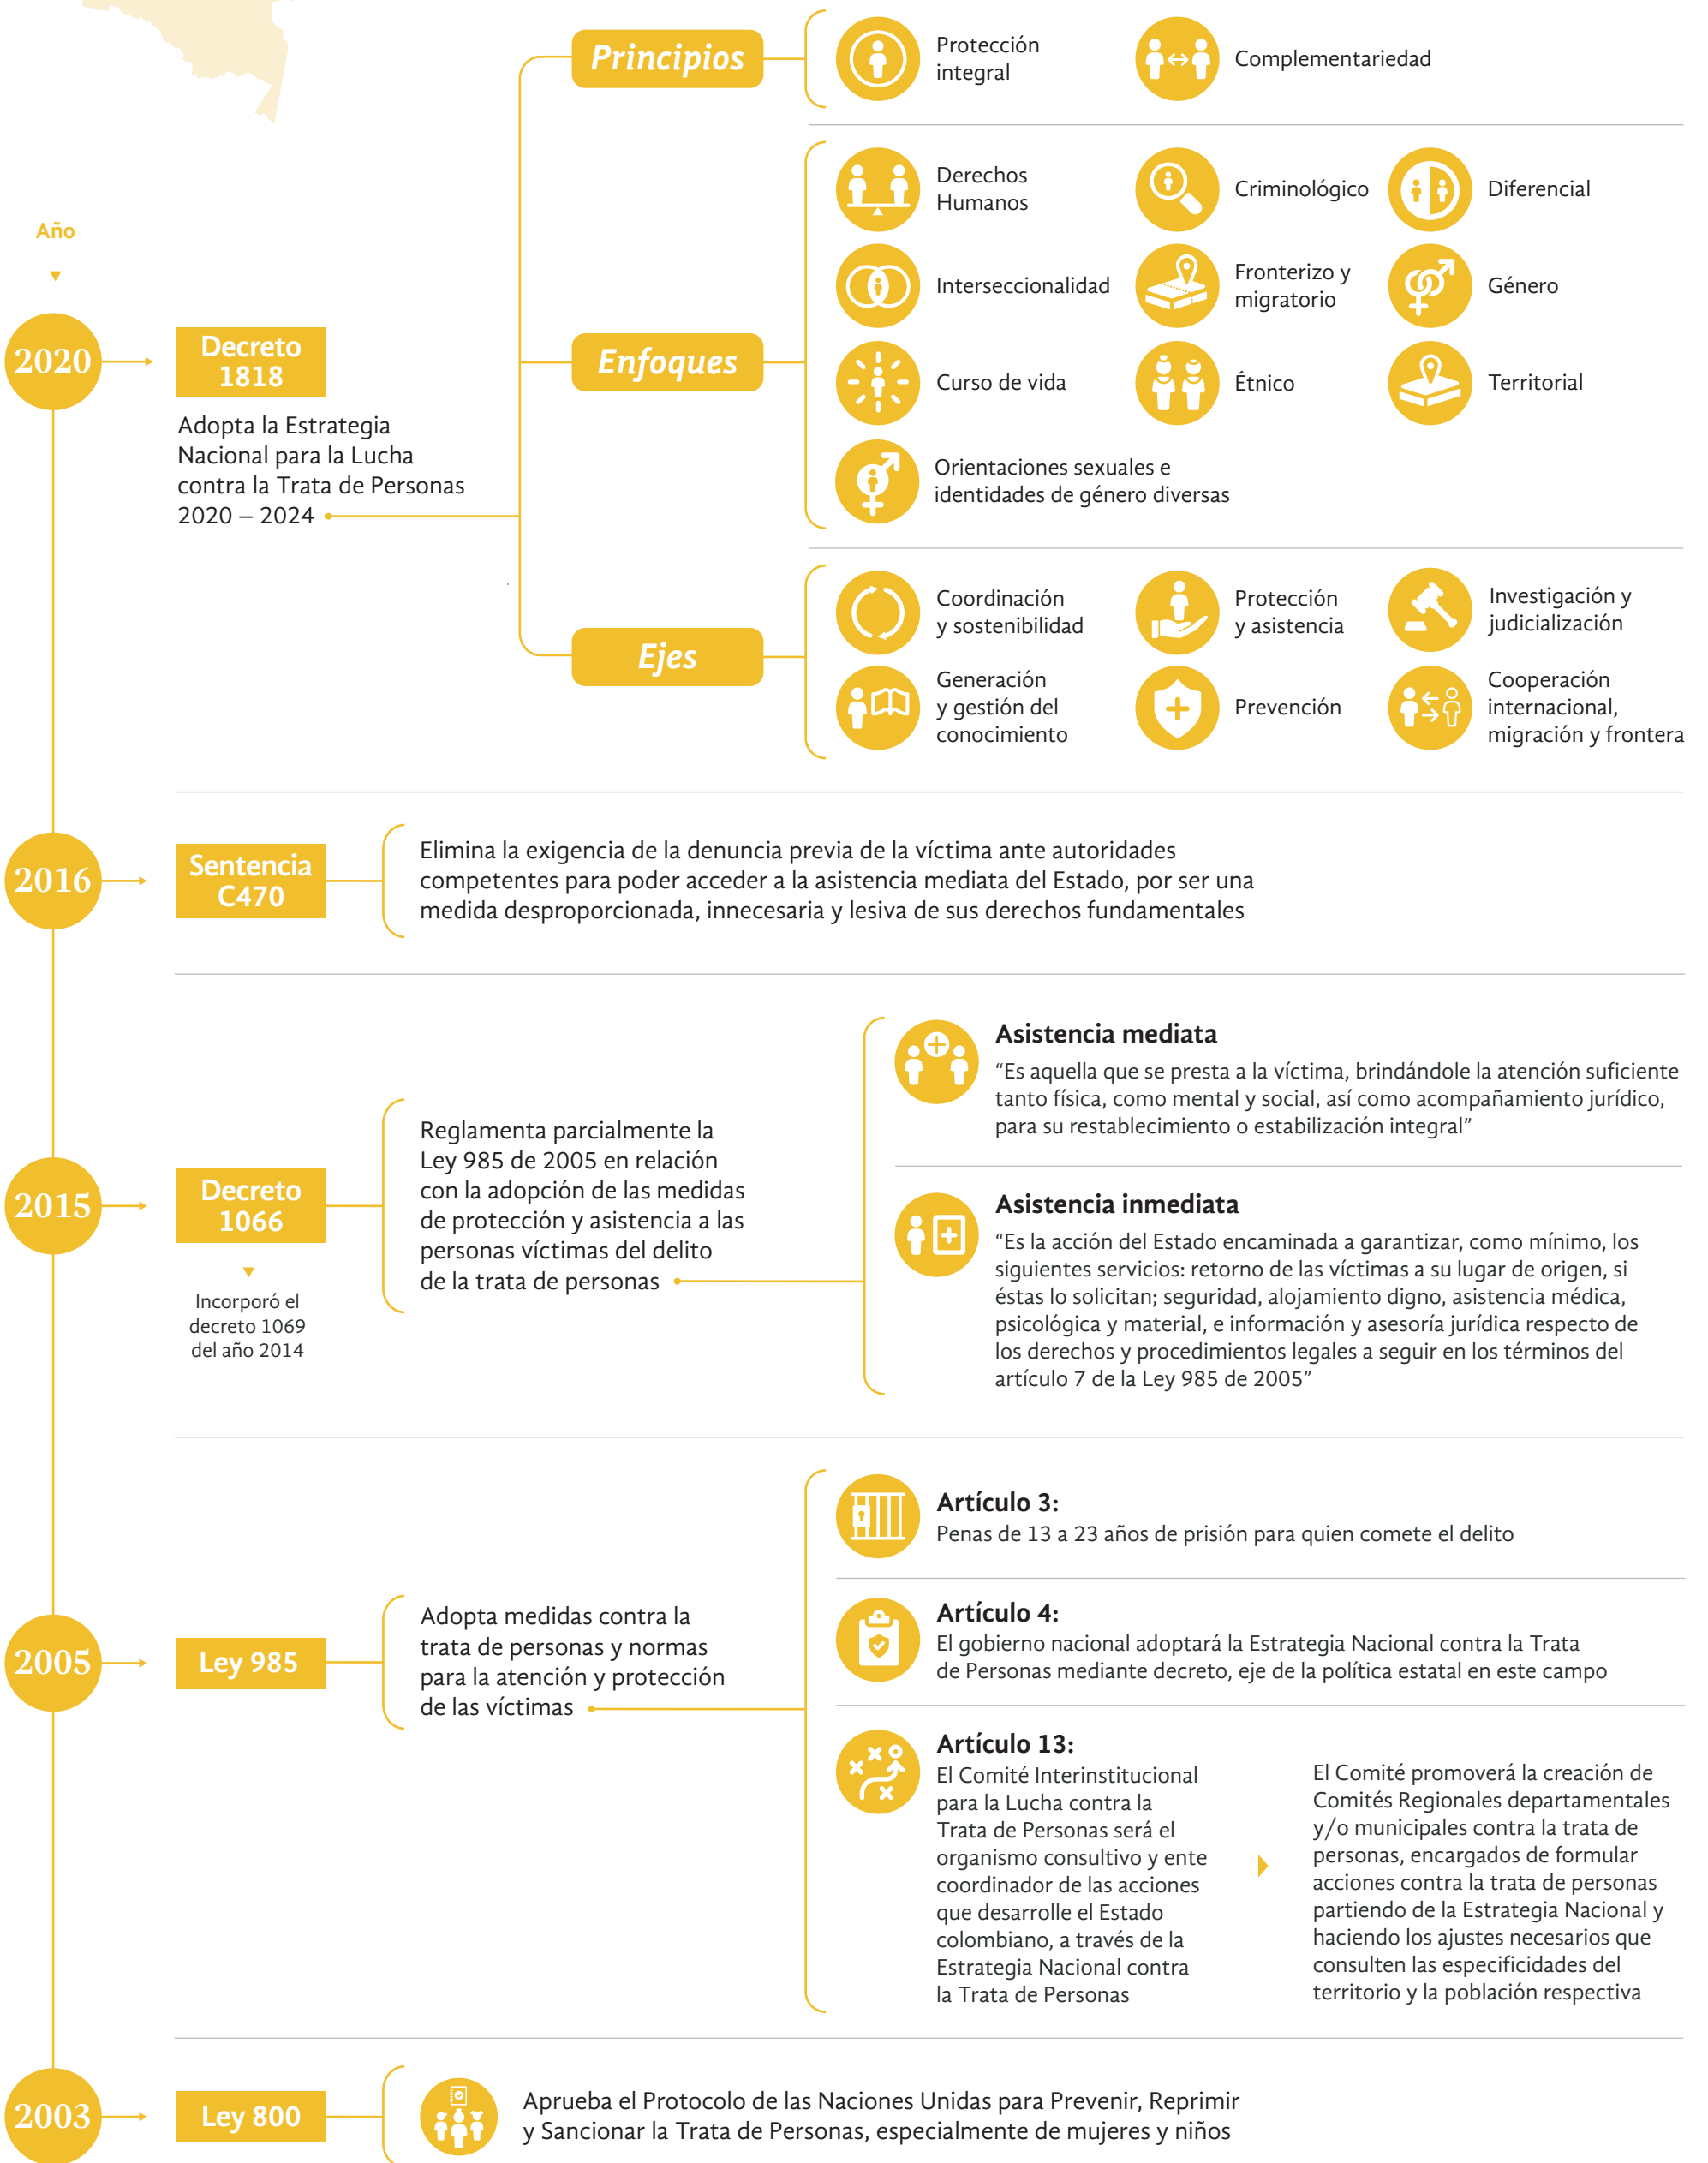 Principios
Protección
integral
Complementariedad
Derechos
Humanos
Criminológico
Diferencial
Año
Interseccionalidad
Fronterizo y
migratorio
Género
2020
Decreto
1818
Enfoques
Curso de vida
Étnico
Territorial
Adopta la Estrategia
Nacional para la Lucha
contra la Trata de Personas
2020 – 2024
Orientaciones sexuales e
identidades de género diversas
Ejes
Coordinación
y sostenibilidad
Protección
y asistencia
Investigación y
judicialización
Generación
y gestión del
conocimiento
Prevención
Cooperación
internacional,
migración y frontera
2016
Sentencia
C470
Elimina la exigencia de la denuncia previa de la víctima ante autoridades
competentes para poder acceder a la asistencia mediata del Estado, por ser una
medida desproporcionada, innecesaria y lesiva de sus derechos fundamentales
2015
Decreto
1066
Incorporó el
decreto 1069
del año 2014
Reglamenta parcialmente la
Ley 985 de 2005 en relación
con la adopción de las medidas
de protección y asistencia a las
personas víctimas del delito
de la trata de personas
Asistencia mediata
“Es aquella que se presta a la víctima, brindándole la atención suficiente
tanto física, como mental y social, así como acompañamiento jurídico,
para su restablecimiento o estabilización integral”
Asistencia inmediata
“Es la acción del Estado encaminada a garantizar, como mínimo, los
siguientes servicios: retorno de las víctimas a su lugar de origen, si
éstas lo solicitan; seguridad, alojamiento digno, asistencia médica,
psicológica y material, e información y asesoría jurídica respecto de
los derechos y procedimientos legales a seguir en los términos del
artículo 7 de la Ley 985 de 2005”
2005
Ley 985
Adopta medidas contra la
trata de personas y normas
para la atención y protección
de las víctimas
Artículo 3:
Penas de 13 a 23 años de prisión para quien comete el delito
Artículo 4:
El gobierno nacional adoptará la Estrategia Nacional contra la Trata
de Personas mediante decreto, eje de la política estatal en este campo
Artículo 13:
El Comité Interinstitucional
para la Lucha contra la
Trata de Personas será el
organismo consultivo y ente
coordinador de las acciones
que desarrolle el Estado
colombiano, a través de la
Estrategia Nacional contra
la Trata de Personas
El Comité promoverá la creación de
Comités Regionales departamentales
y/o municipales contra la trata de
personas, encargados de formular
acciones contra la trata de personas
partiendo de la Estrategia Nacional y
haciendo los ajustes necesarios que
consulten las especificidades del
territorio y la población respectiva
2003
Ley 800
Aprueba el Protocolo de las Naciones Unidas para Prevenir, Reprimir
y Sancionar la Trata de Personas, especialmente de mujeres y niños